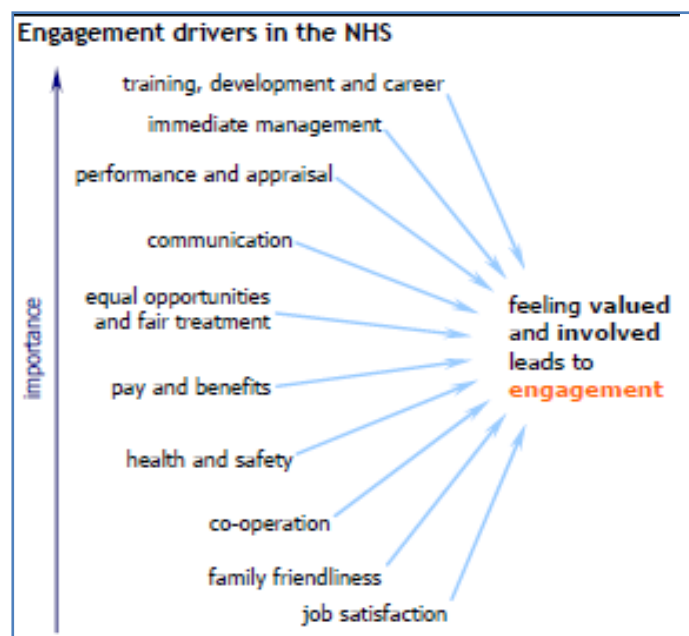 Engagement drivers in the NHS
training, development and career
immediate management
performance and appraisal
communication
equal opportunities
and fair treatment
pay and benefits
health and safety
co-operation
family friendliness
job satisfaction
importance
feeling valued
and involved
leads to
engagement